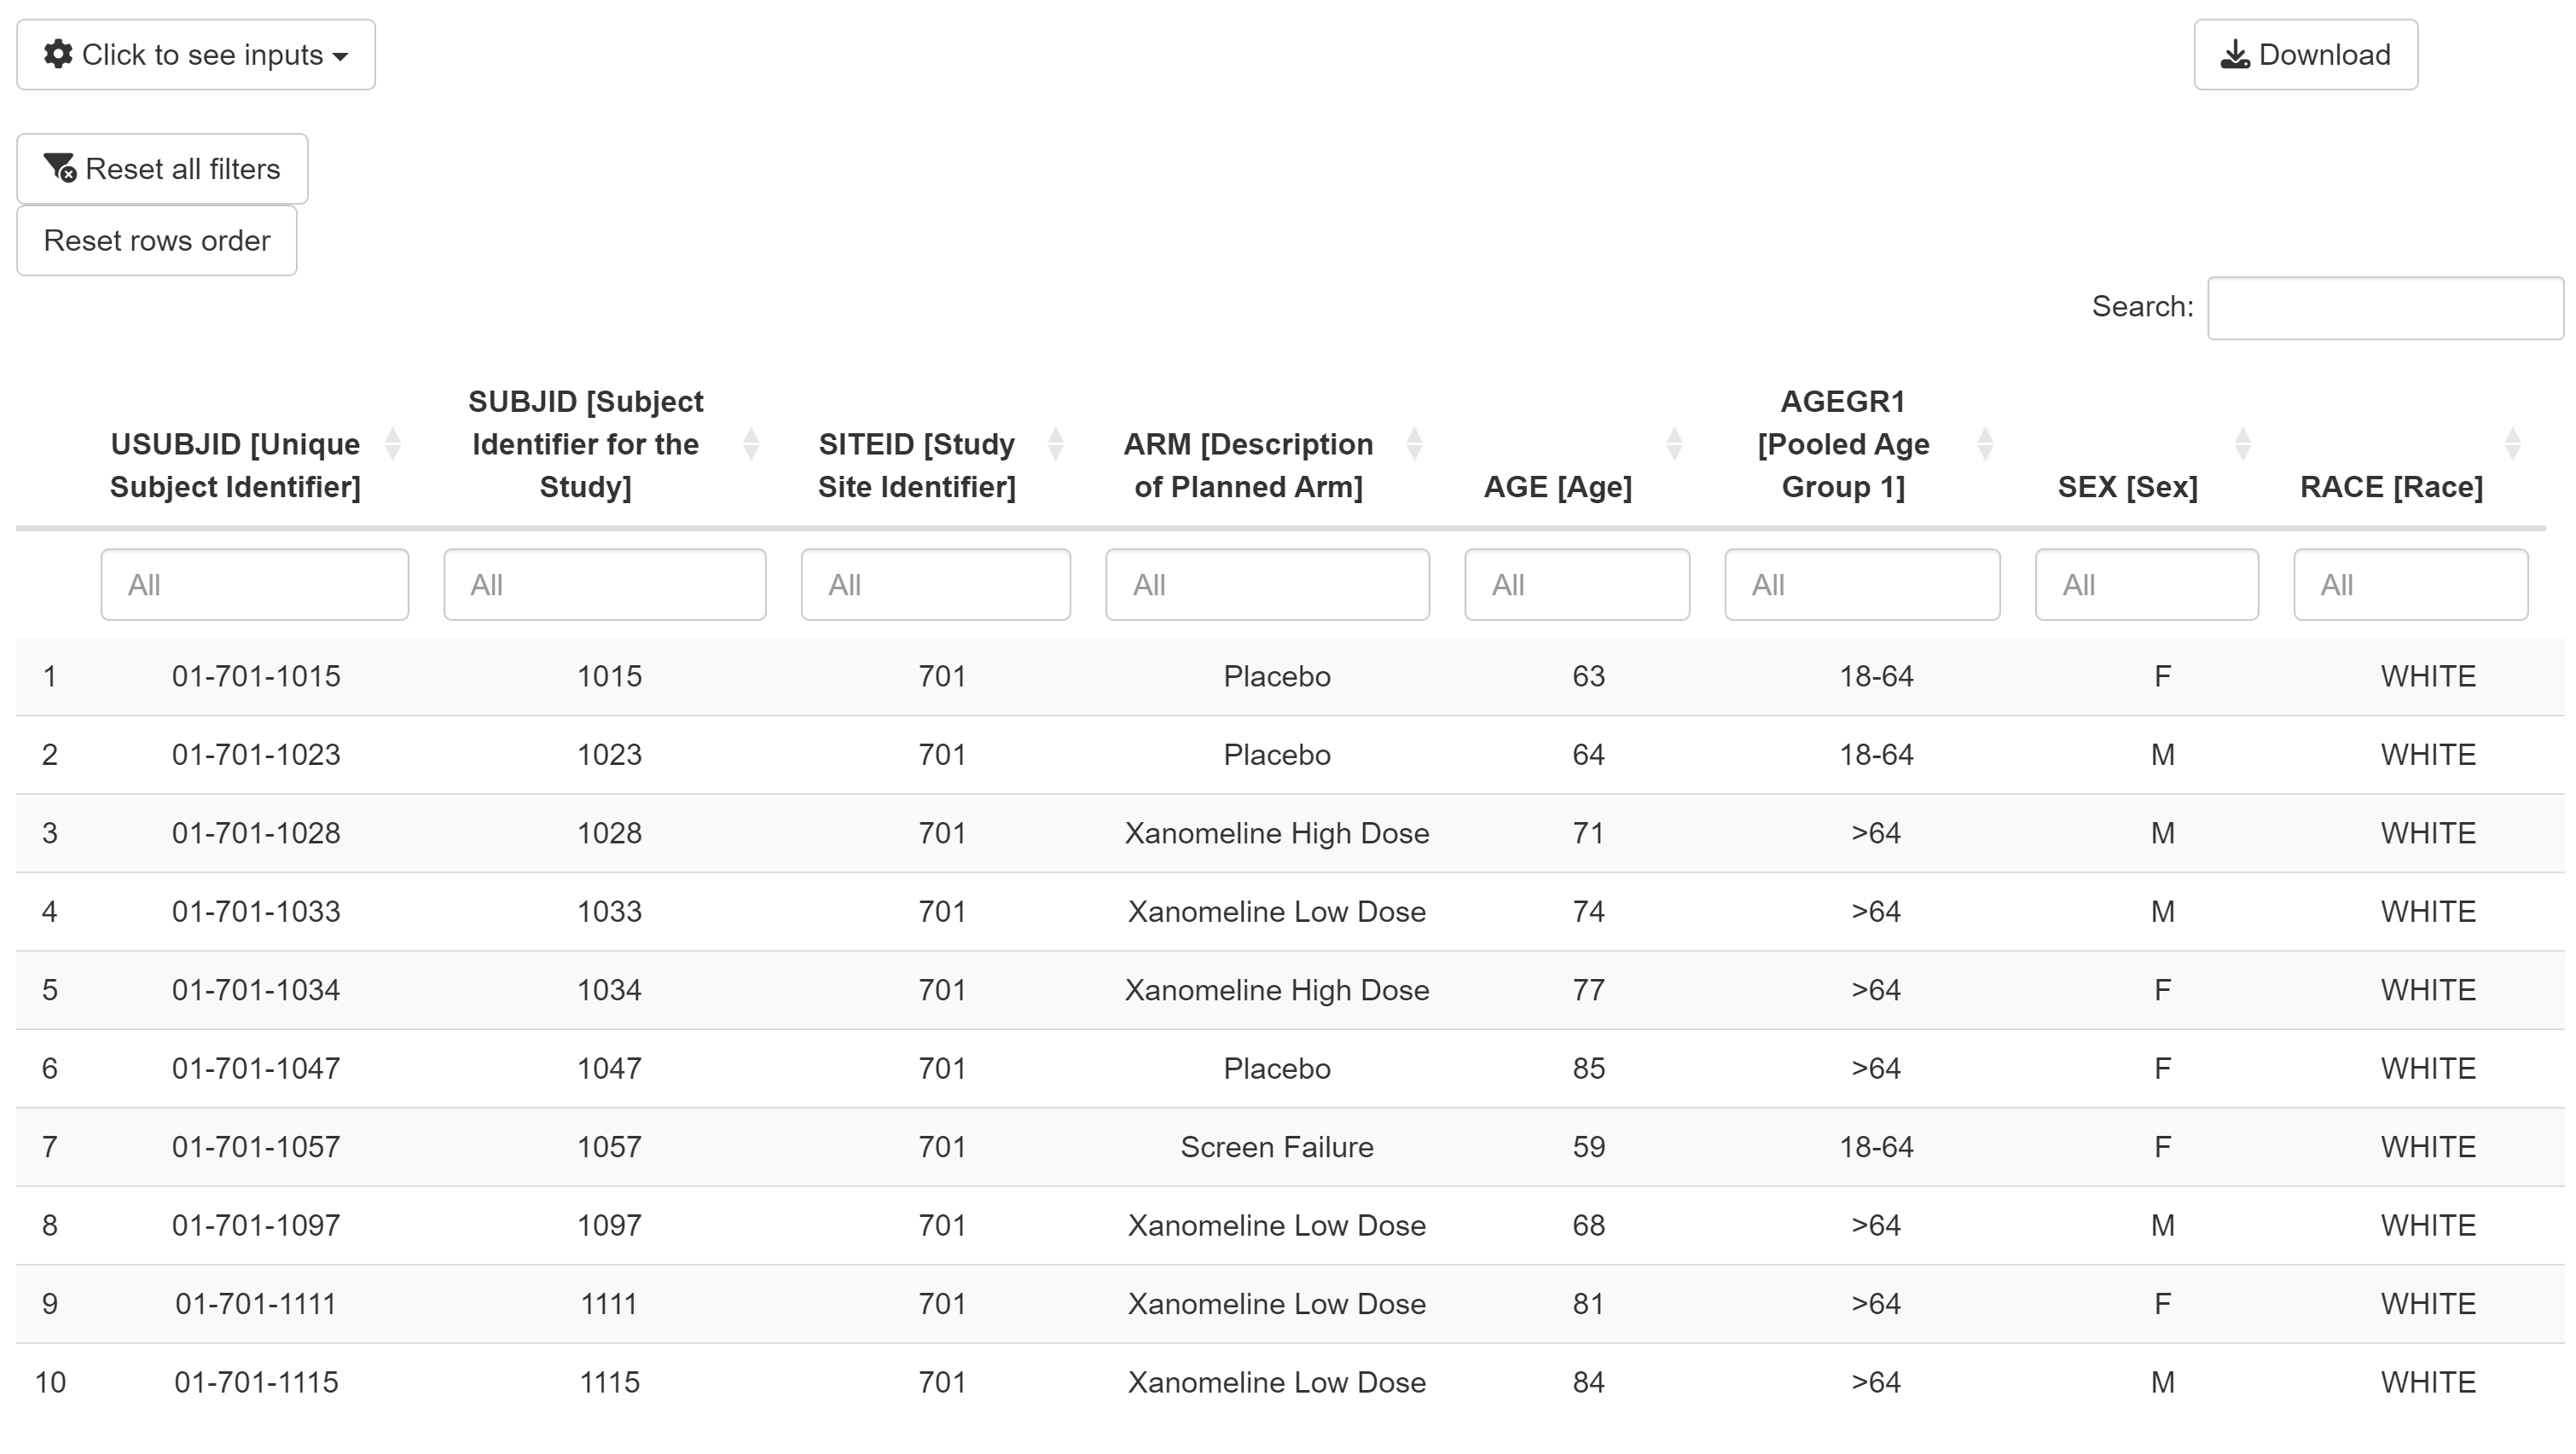 Click to see inputs
Download
Reset all filters
Reset rows order
Search:
USUBJID [Unique Subject Identifier] SUBJID [Subject Identifier for the Study] SITEID [Study Site Identifier] ARM [Description of Planned Arm] AGE [Age] AGEGR1 [Pooled Age Group 1] SEX [Sex] RACE [Race]
All All All All All All All All
1 01-701-1015 1015 701 Placebo 63 18-64 F WHITE
2 01-701-1023 1023 701 Placebo 64 18-64 M WHITE
3 01-701-1028 1028 701 Xanomeline High Dose 71 >64 M WHITE
4 01-701-1033 1033 701 Xanomeline Low Dose 74 >64 M WHITE
5 01-701-1034 1034 701 Xanomeline High Dose 77 >64 F WHITE
6 01-701-1047 1047 701 Placebo 85 >64 F WHITE
7 01-701-1057 1057 701 Screen Failure 59 18-64 F WHITE
8 01-701-1097 1097 701 Xanomeline Low Dose 68 >64 M WHITE
9 01-701-1111 1111 701 Xanomeline Low Dose 81 >64 F WHITE
10 01-701-1115 1115 701 Xanomeline Low Dose 84 >64 M WHITE